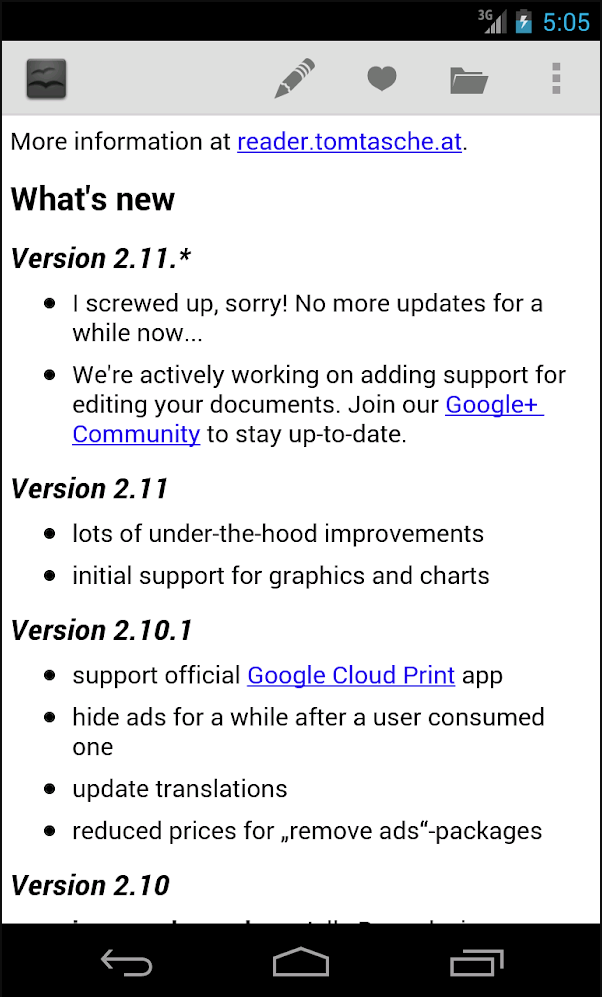 3G
5:05
More information at reader.tomtasche.at.
What's new
Version 2.11.*
I screwed up, sorry! No more updates for a
while now...
We're actively working on adding support for
editing your documents. Join our Google+
Community to stay up-to-date.
Version 2.11
lots of under-the-hood improvements
initial support for graphics and charts
Version 2.10.1
support official Google Cloud Print app
hide ads for a while after a user consumed
one
update translations
reduced prices for „remove ads“-packages
Version 2.10